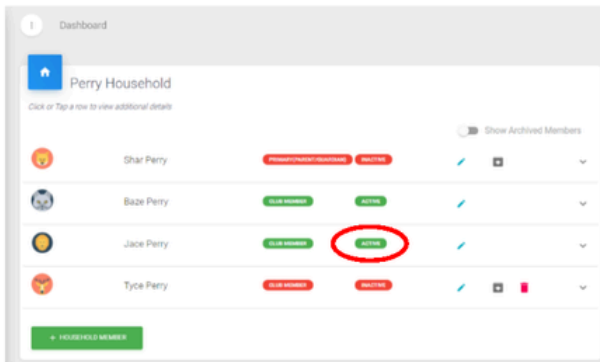 Dashboard
Perry Household
Click or Tap a row to view additional details
Show Archived Members
Shar Perry PRIMARY(PARENT/GUARDIAN) INACTIVE
Baze Perry CLUB MEMBER ACTIVE
Jace Perry CLUB MEMBER ACTIVE
Tyce Perry CLUB MEMBER INACTIVE
+ HOUSEHOLD MEMBER